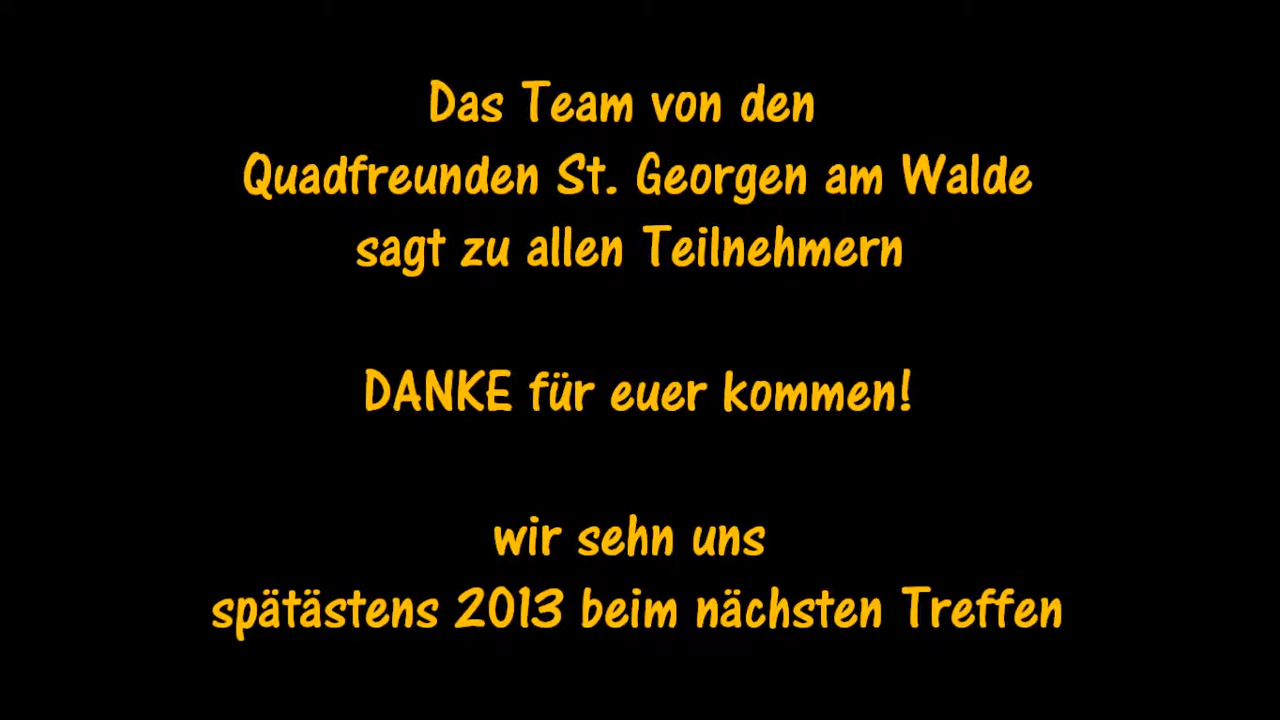 Das Team von den
Quadfreunden St. Georgen am Walde
sagt zu allen Teilnehmern
DANKE für euer kommen!
wir sehn uns
spätästens 2013 beim nächsten Treffen